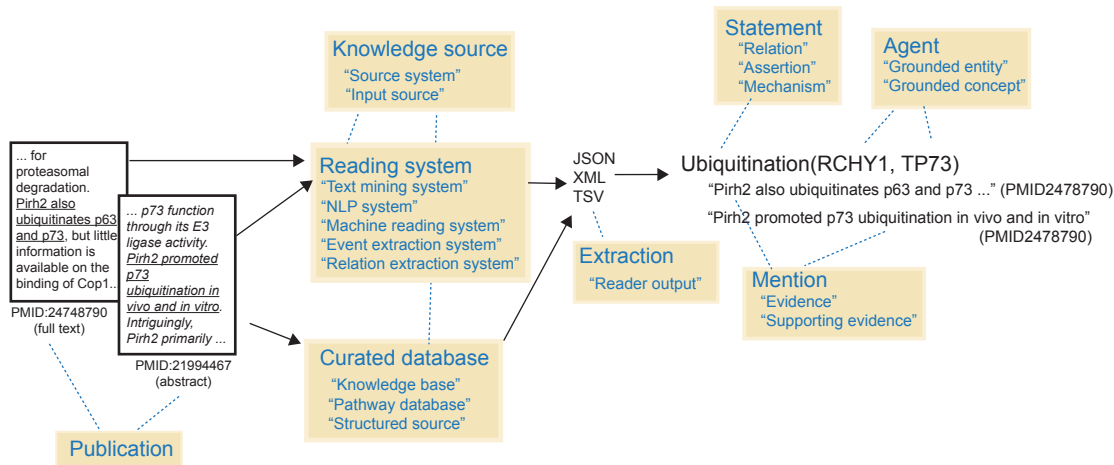 Statement
"Relation"
"Assertion"
"Mechanism"
Agent
"Grounded entity"
"Grounded concept"
Knowledge source
"Source system"
"Input source"
... for
proteasomal
degradation.
Pirh2 also
ubiquitinates p63
and p73, but little
information is
available on the
binding of Cop1...
PMID:24748790
(full text)
... p73 function
through its E3
ligase activity.
Pirh2 promoted
p73
ubiquitination in
vivo and in vitro.
Intriguingly,
Pirh2 primarily ...
PMID:21994467
(abstract)
Publication
Reading system
"Text mining system"
"NLP system"
"Machine reading system"
"Event extraction system"
"Relation extraction system"
Curated database
"Knowledge base"
"Pathway database"
"Structured source"
JSON
XML
TSV
Extraction
"Reader output"
Ubiquitination(RCHY1, TP73)
"Pirh2 also ubiquitinates p63 and p73 ..." (PMID2478790)
"Pirh2 promoted p73 ubiquitination in vivo and in vitro"
(PMID2478790)
Mention
"Evidence"
"Supporting evidence"